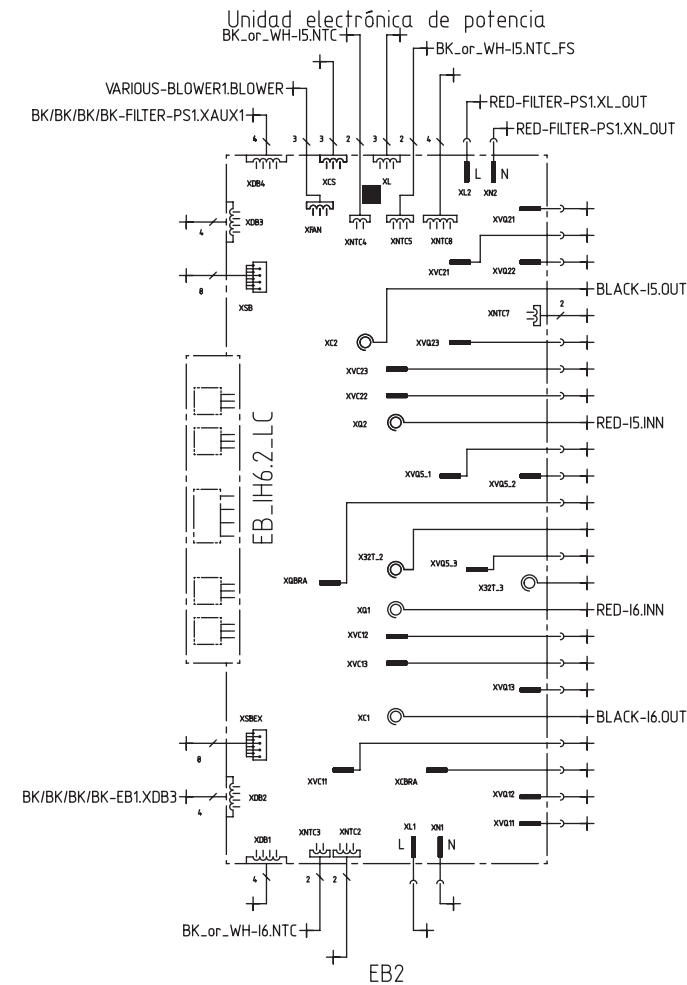 Unidad electrónica de potencia
BK_or_WH-I5.NTC
BK_or_WH-I5.NTC_FS
VARIOUS-BLOWER1.BLOWER
RED-FILTER-PS1.XL_OUT
BK/BK/BK/BK-FILTER-PS1.XAUX1
RED-FILTER-PS1.XN_OUT
4 3 3 2 3 2 4
XDB4 XCS XL XL2 L XN2 N
XFAN XNTC4 XNTC5 XNTC8
XDB3 4
XVQ21
XVC21 XVQ22
8 XSB
BLACK-I5.OUT
XNTC7 2
XC2 XVQ23
XVC23
XVC22
XQ2 RED-I5.INN
EB_IH6.2_LC
XVQS_1 XVQS_2
X32T_2 XVQS_3
XQBRA X32T_3
XQ1 RED-I6.INN
XVC12
XVC13
XVQ13
XSBEX XC1 BLACK-I6.OUT
8
XVC11 XCBRA
BK/BK/BK/BK-EB1.XDB3 4 XDB2 XVQ12
XVQ11
XDB1 XNTC3 XNTC2 XL1 L XN1 N
4 2 2
BK_or_WH-I6.NTC
EB2